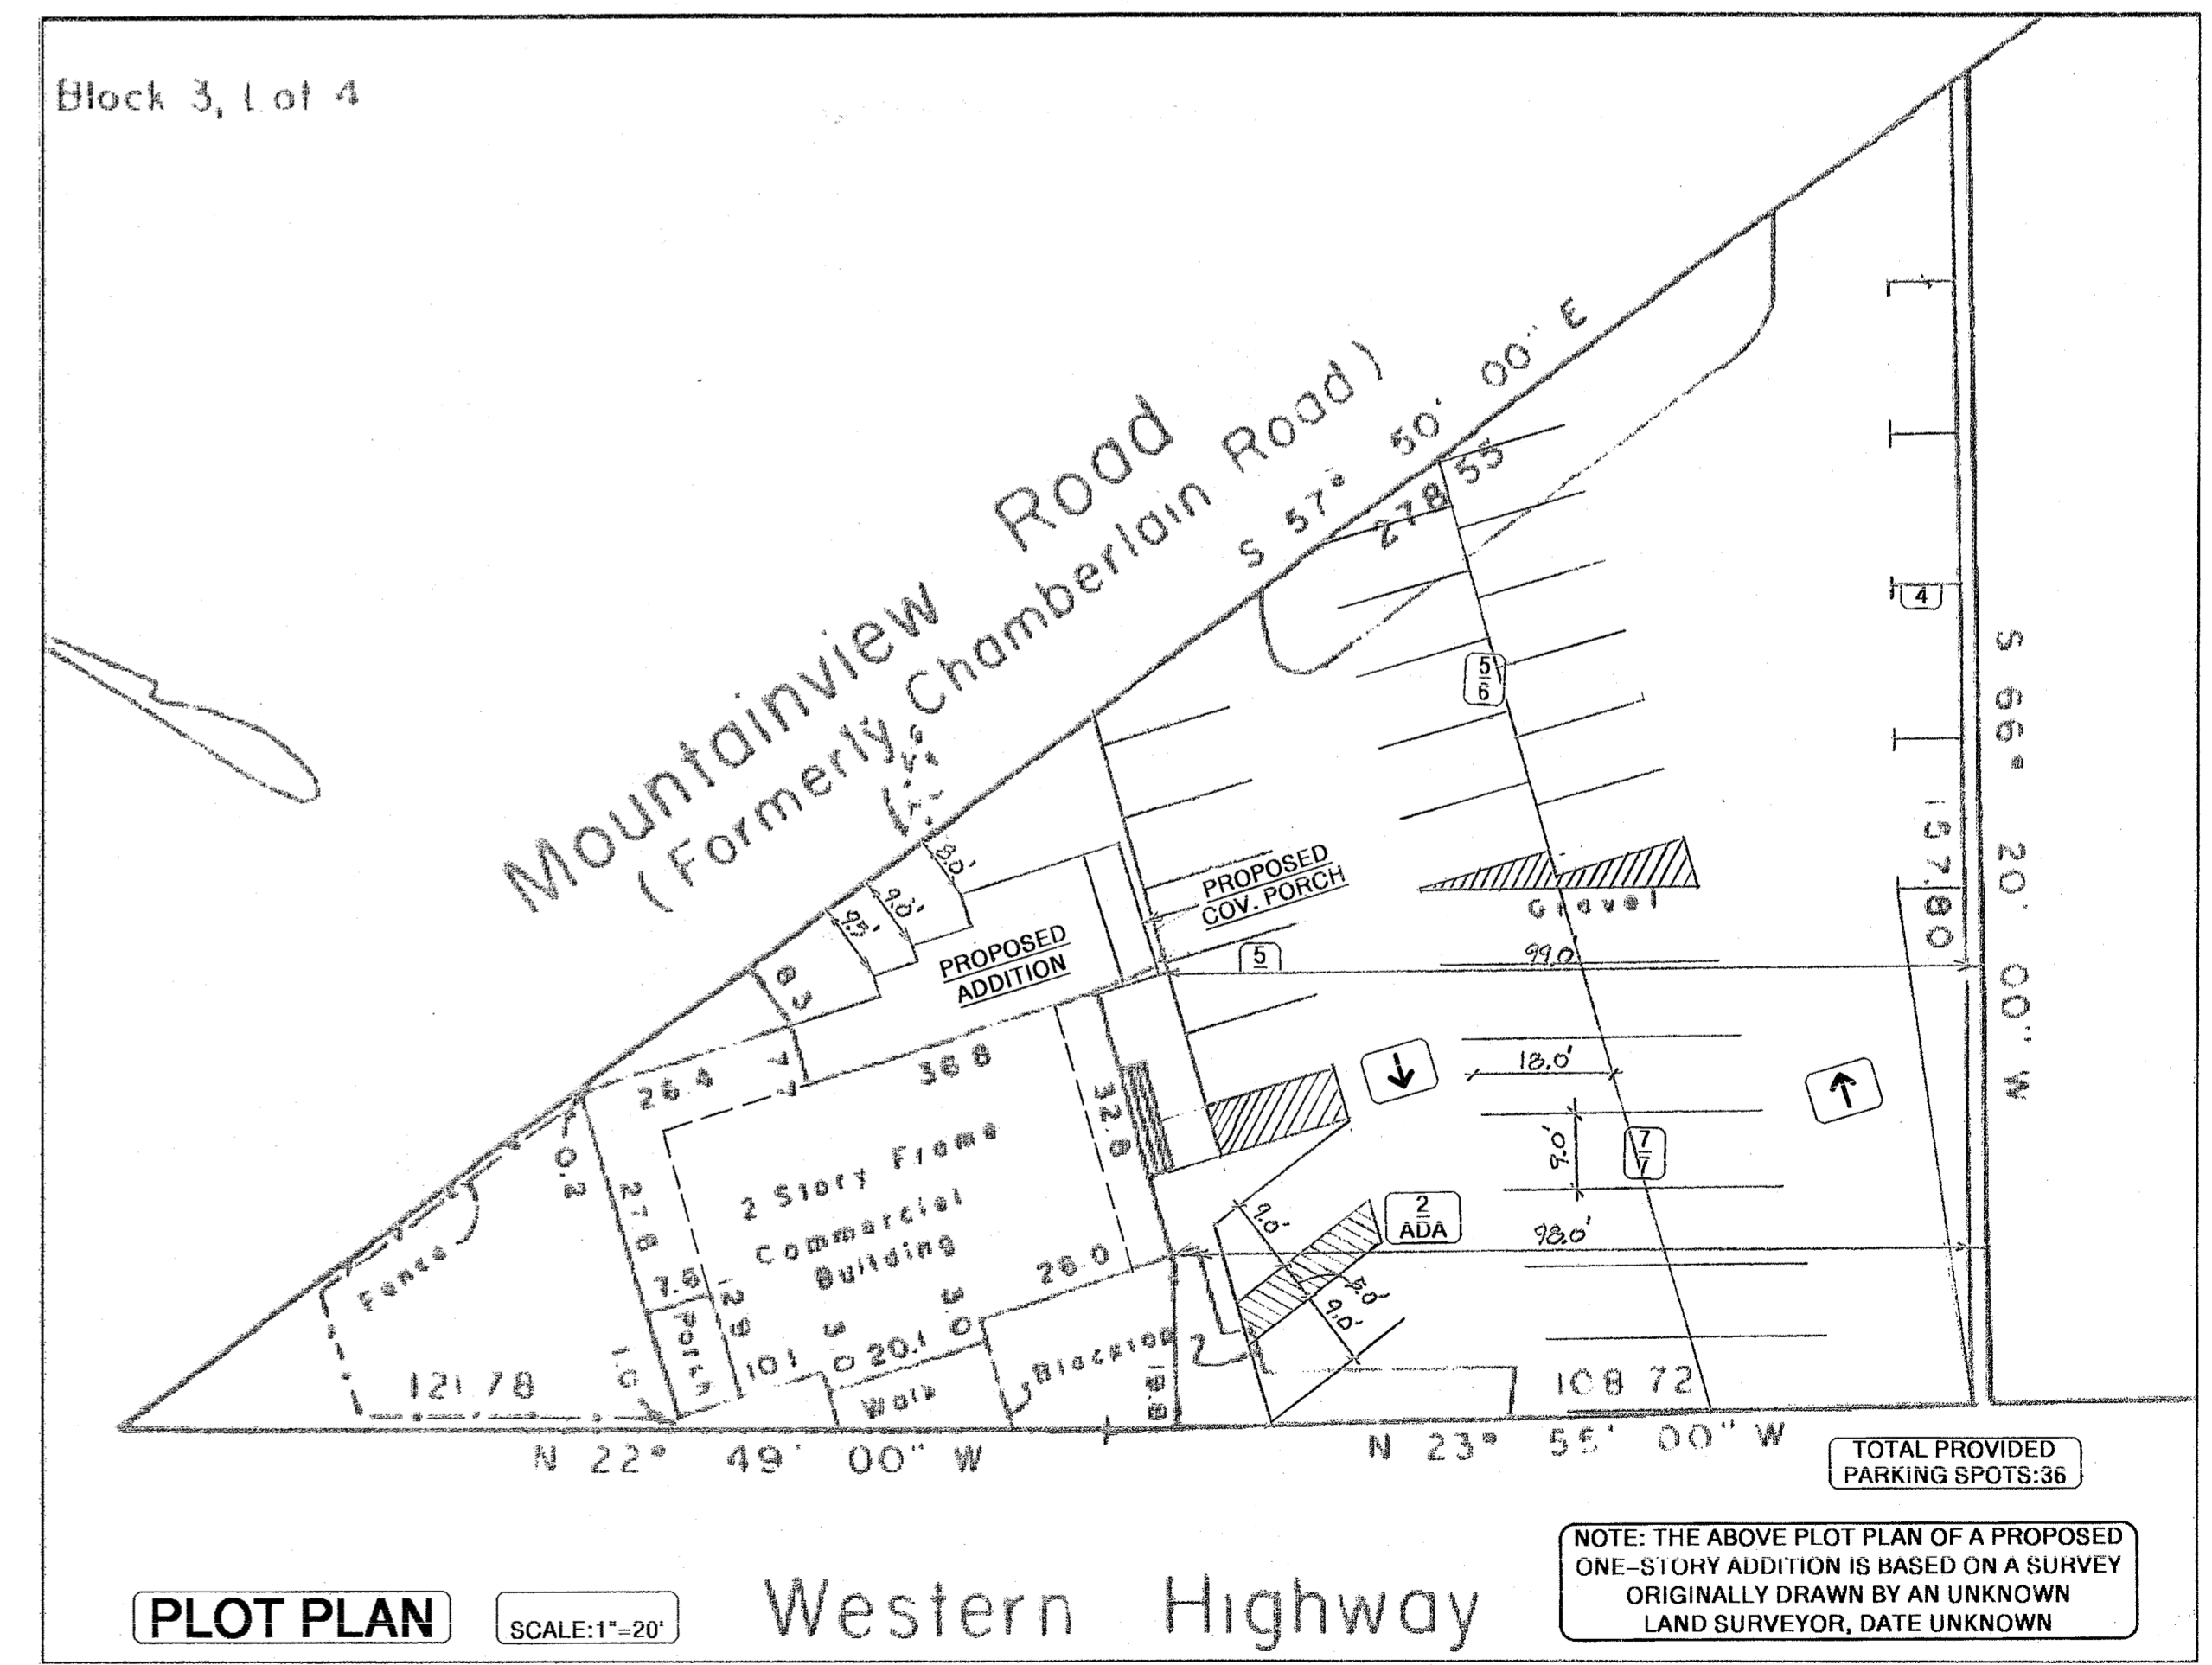 Block 3, Lot 4
Mountainview Road
(Formerly Chamberlain Road)
S 57° 50' 00" E
278 55
5
6
4
S 66° 20' 00" W
157.80
8.0'
9.0'
9.5'
8.3
PROPOSED
ADDITION
PROPOSED
COV. PORCH
5
Gravel
99.0'
26.4
7.7
36 8
32.8
18.0'
9.0'
7
7
0.2
27.8
2 Story Frame
Commercial
Building
Fence
7.5
Porch
1.0
10 1
3 0
20.1
3.0
26.0
Walk
Blacktop
19.8
9.0'
5.0'
9.0'
2
ADA
98.0'
121.78
108 72
N 22° 49' 00" W
N 23° 55' 00" W
TOTAL PROVIDED
PARKING SPOTS:36
NOTE: THE ABOVE PLOT PLAN OF A PROPOSED
ONE-STORY ADDITION IS BASED ON A SURVEY
ORIGINALLY DRAWN BY AN UNKNOWN
LAND SURVEYOR, DATE UNKNOWN
PLOT PLAN
SCALE:1"=20'
Western Highway